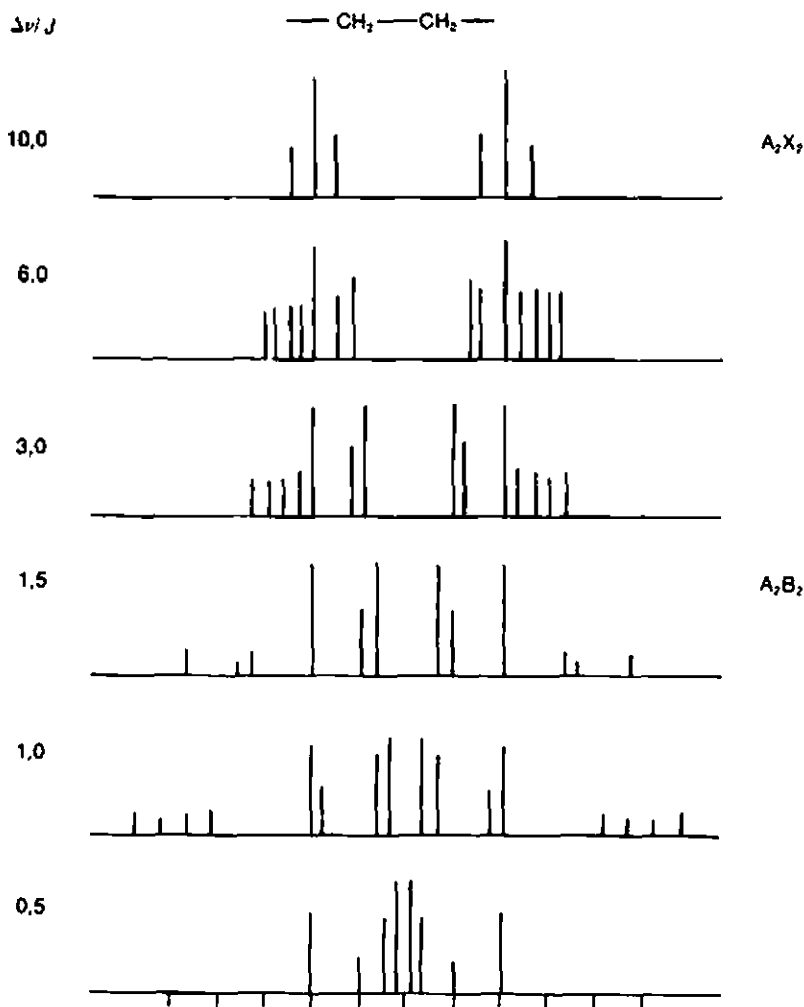 Δν/J
— CH₂—CH₂—
10,0
A₂X₂
6.0
3,0
1,5
A₂B₂
1,0
0,5